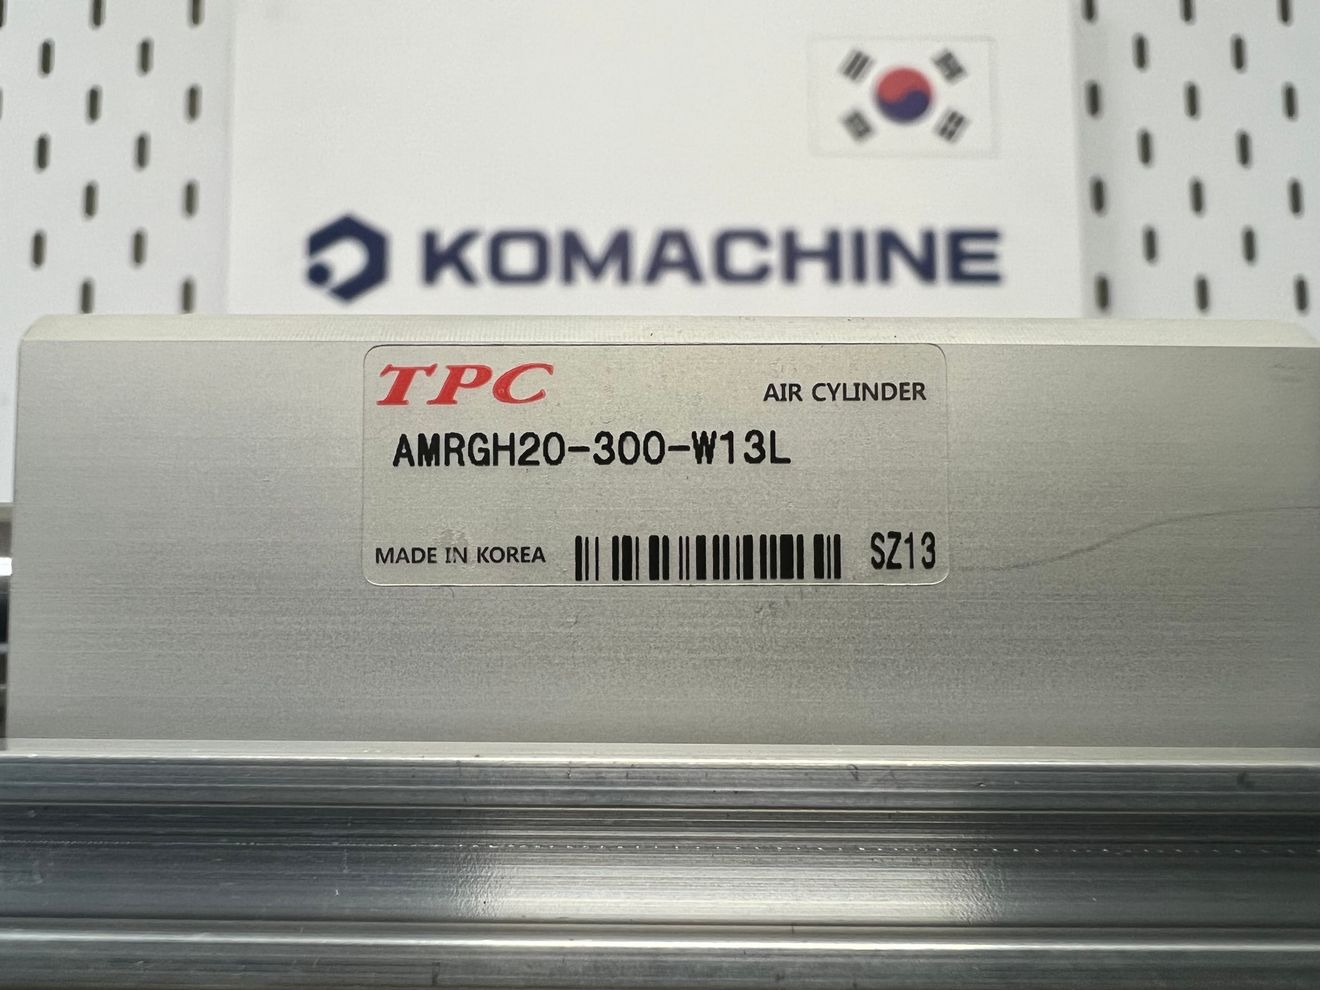 KOMACHINE
TPC
AIR CYLINDER
AMRGH20-300-W13L
MADE IN KOREA
SZ13